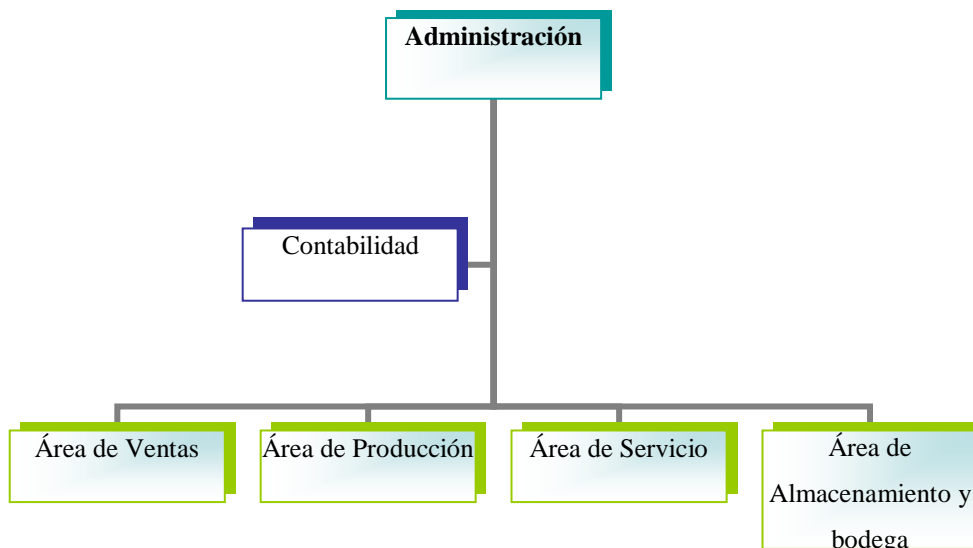 Administración
Contabilidad
Área de Ventas
Área de Producción
Área de Servicio
Área de
Almacenamiento y
bodega